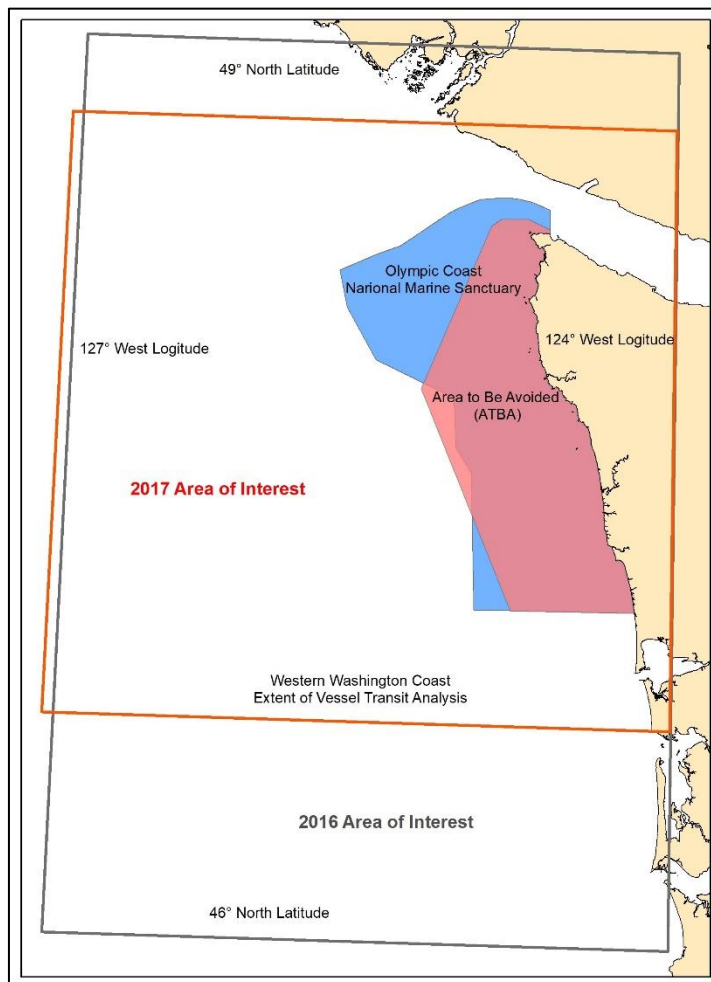 49° North Latitude
Olympic Coast
Narional Marine Sanctuary
127° West Logitude
124° West Logitude
Area to Be Avoided
(ATBA)
2017 Area of Interest
Western Washington Coast
Extent of Vessel Transit Analysis
2016 Area of Interest
46° North Latitude